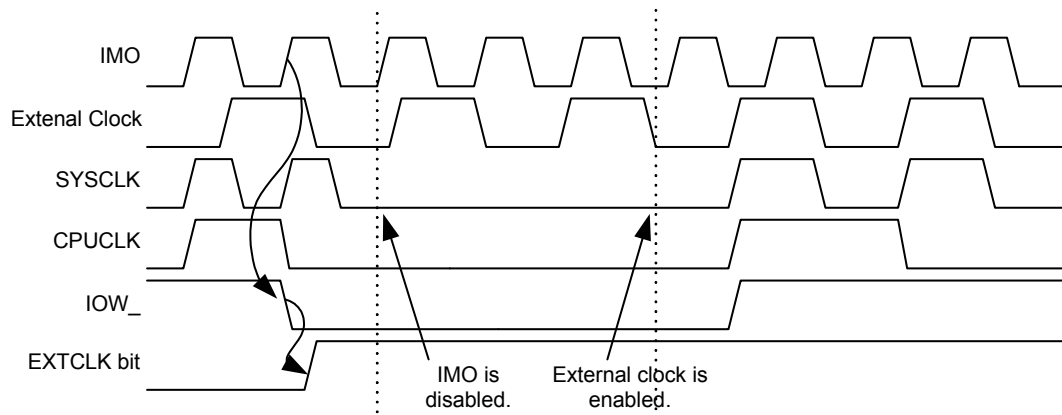 IMO
Extenal Clock
SYSCLK
CPUCLK
IOW_
EXTCLK bit
IMO is
disabled.
External clock is
enabled.